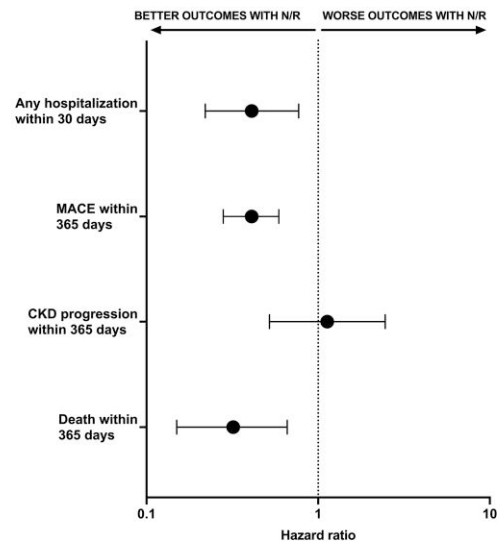 BETTER OUTCOMES WITH N/R WORSE OUTCOMES WITH N/R
Any hospitalization
within 30 days
MACE within
365 days
CKD progression
within 365 days
Death within
365 days
0.1 1 10
Hazard ratio